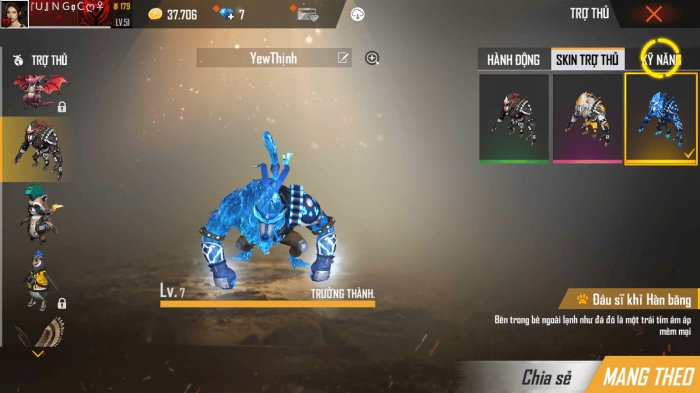 179
LV.51
37.706
7
TRỢ THỦ
TRỢ THỦ
YewThịnh
HÀNH ĐỘNG
SKIN TRỢ THỦ
KỸ NĂNG
Lv.7
TRƯỞNG THÀNH.
Đấu sĩ khỉ Hàn băng
Bên trong bề ngoài lạnh như đá đó là một trái tim ấm áp
mềm mại
Chia sẻ
MANG THEO